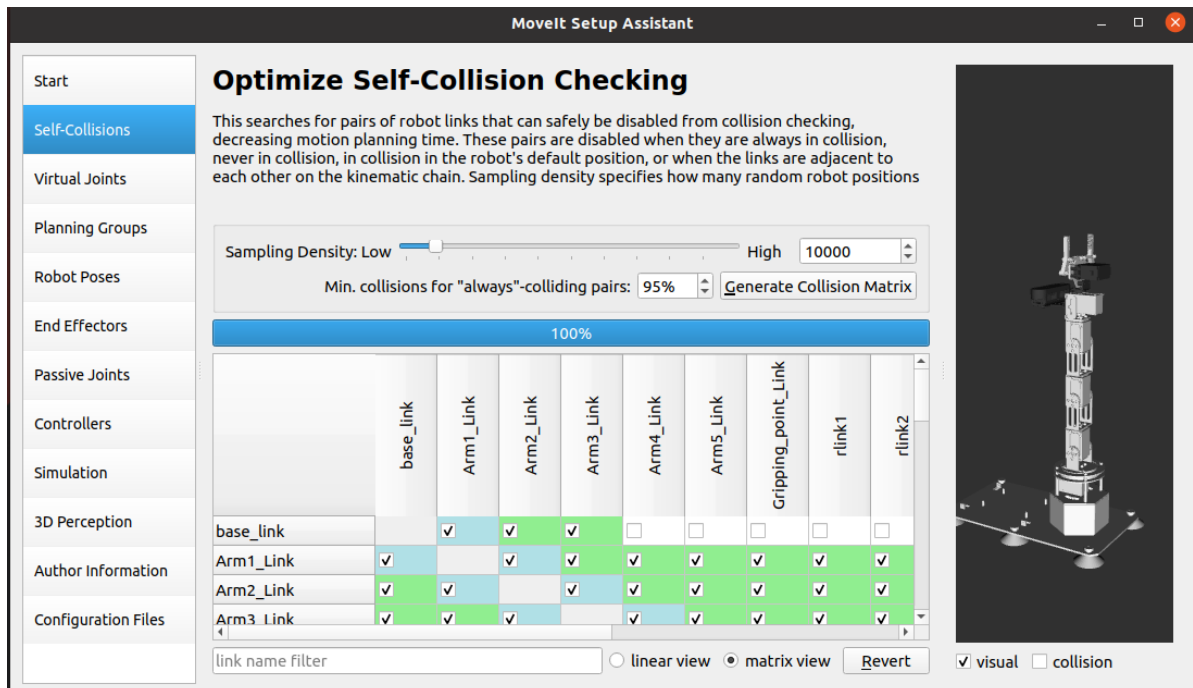 MoveIt Setup Assistant
Start
Self-Collisions
Virtual Joints
Planning Groups
Robot Poses
End Effectors
Passive Joints
Controllers
Simulation
3D Perception
Author Information
Configuration Files
Optimize Self-Collision Checking
This searches for pairs of robot links that can safely be disabled from collision checking,
decreasing motion planning time. These pairs are disabled when they are always in collision,
never in collision, in collision in the robot's default position, or when the links are adjacent to
each other on the kinematic chain. Sampling density specifies how many random robot positions
Sampling Density: Low High 10000
Min. collisions for "always"-colliding pairs: 95% Generate Collision Matrix
100%
base_link Arm1_Link Arm2_Link Arm3_Link Arm4_Link Arm5_Link Gripping_point_Link rlink1 rlink2
base_link
Arm1_Link
Arm2_Link
Arm3_Link
link name filter linear view matrix view Revert
visual collision